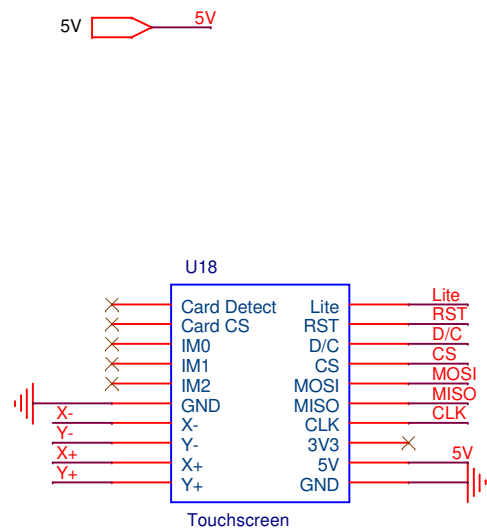 5V 5V
U18
Card Detect Lite Lite
Card CS RST RST
IM0 D/C D/C
IM1 CS CS
IM2 MOSI MOSI
GND MISO MISO
X- X- CLK CLK
Y- Y- 3V3
X+ X+ 5V 5V
Y+ Y+ GND
Touchscreen